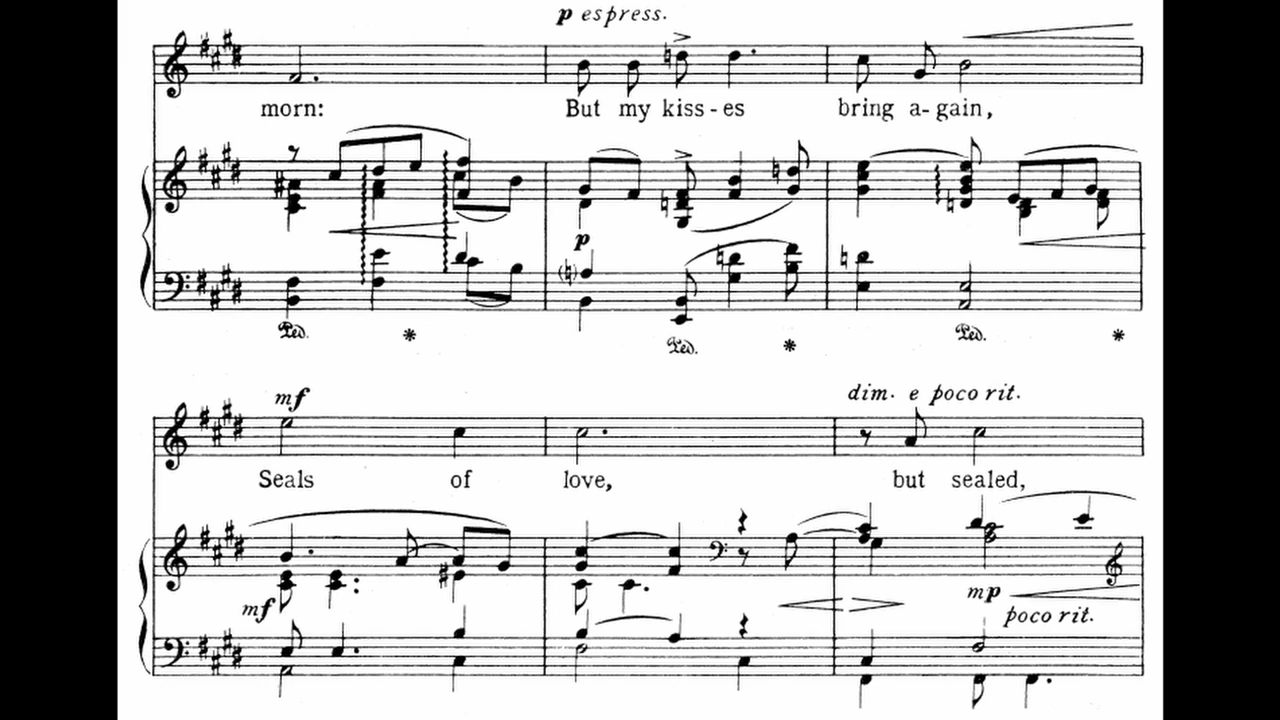 p espress.
morn: But my kiss-es bring a-gain,
p
Ped. * Ped. * Ped. *
mf dim. e poco rit.
Seals of love, but sealed,
mf mp
poco rit.